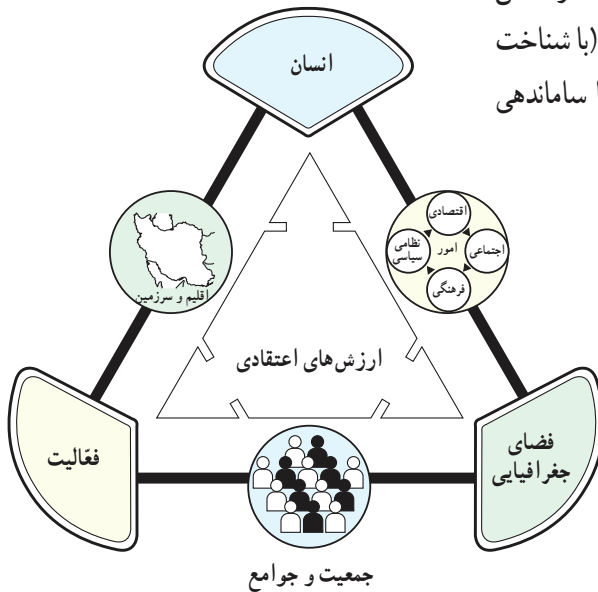 (با شناخت
ساماندهی
انسان
اقتصادی
نظامی
سیاسی
امور
اجتماعی
فرهنگی
اقلیم و سرزمین
ارزش‌های اعتقادی
فعّالیت
فضای
جغرافیایی
جمعیت و جوامع